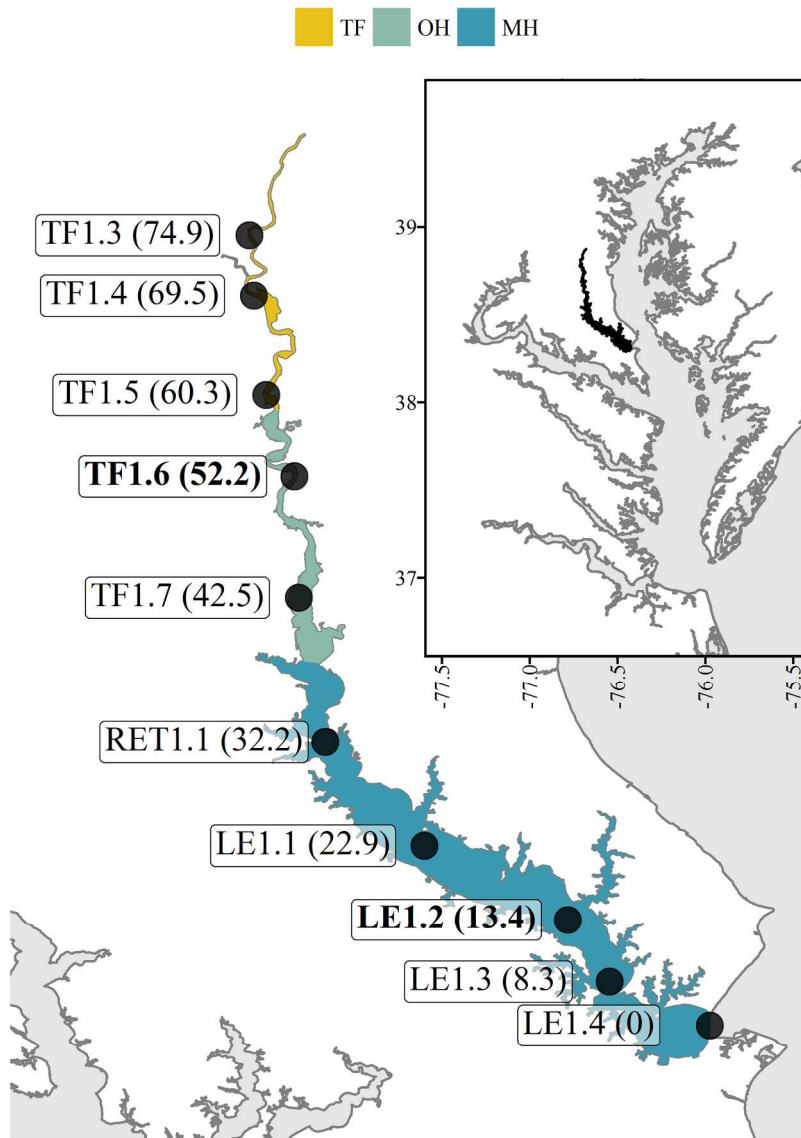 TF OH MH
TF1.3 (74.9)
TF1.4 (69.5)
TF1.5 (60.3)
TF1.6 (52.2)
TF1.7 (42.5)
RET1.1 (32.2)
LE1.1 (22.9)
LE1.2 (13.4)
LE1.3 (8.3)
LE1.4 (0)
39
38
37
-77.5
-77.0
-76.5
-76.0
-75.5